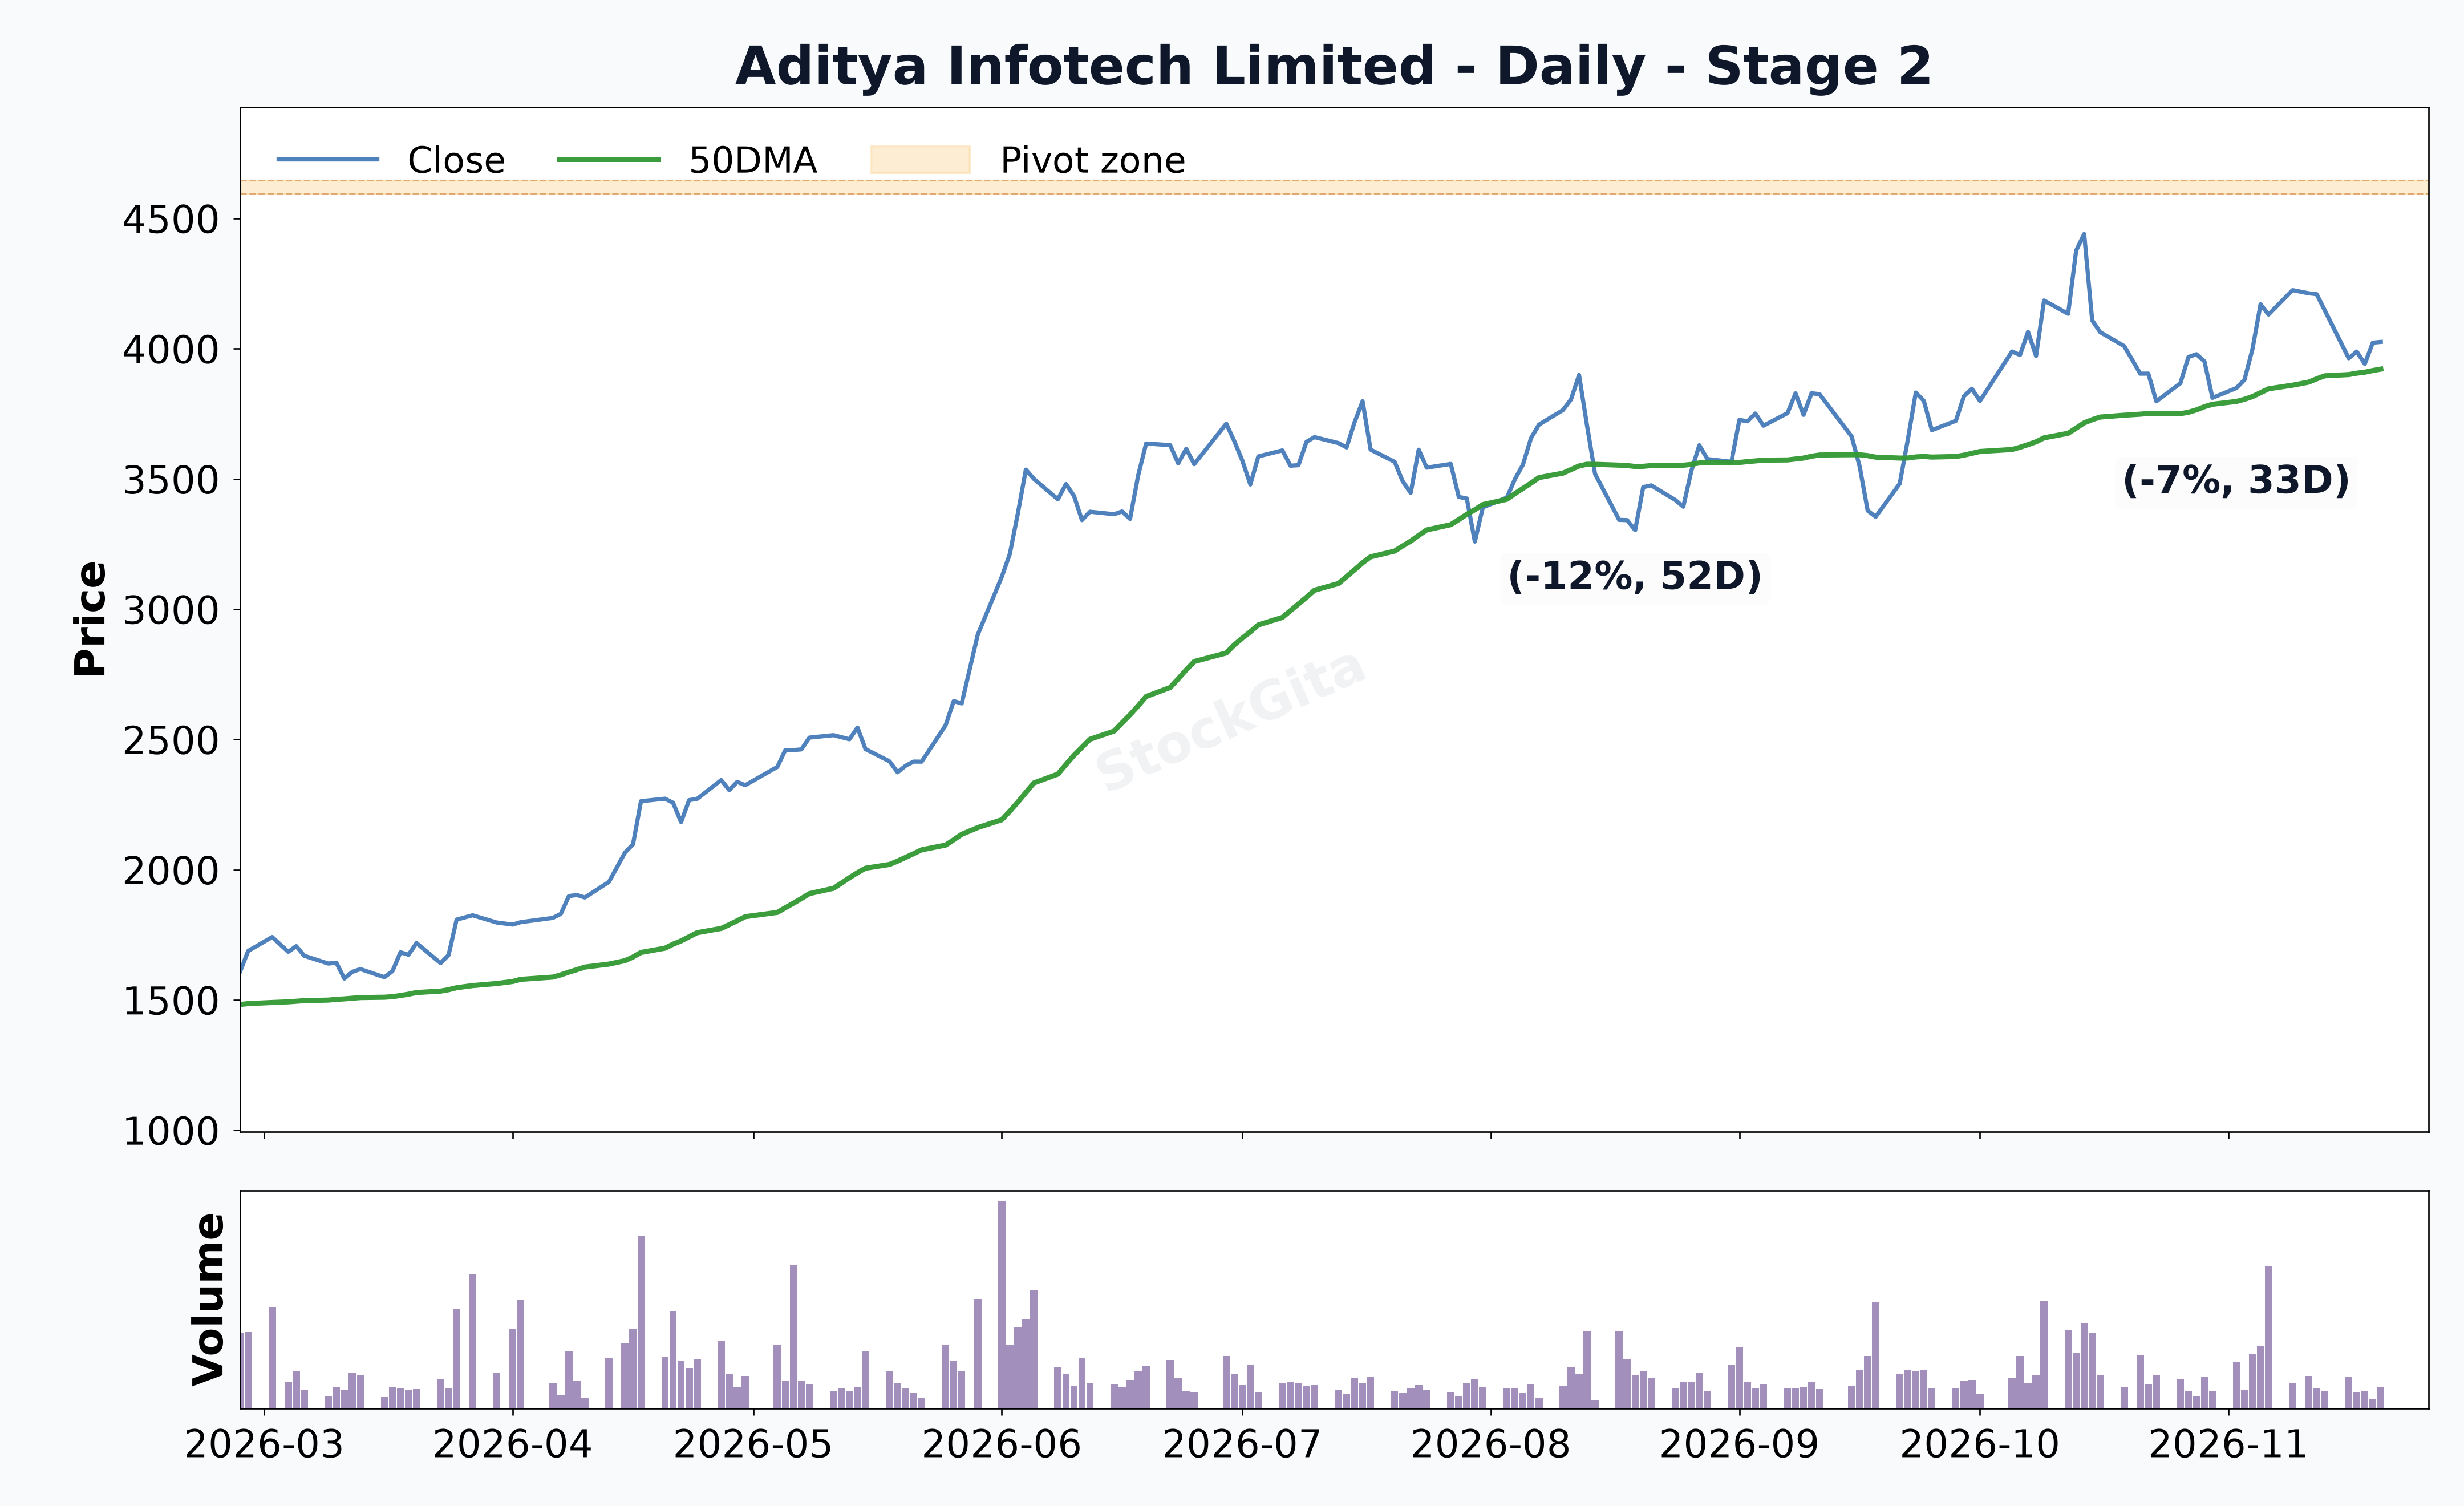 Aditya Infotech Limited - Daily - Stage 2
Close 50DMA Pivot zone
4500
4000
3500
3000
2500
2000
1500
1000
Price
(-7%, 33D)
(-12%, 52D)
StockGita
Volume
2026-03 2026-04 2026-05 2026-06 2026-07 2026-08 2026-09 2026-10 2026-11